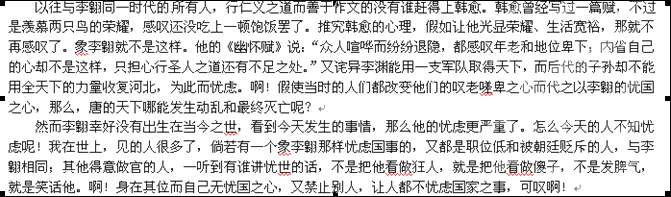 以往与李翱同一时代的所有人，行仁义之道而善于作文的没有谁赶得上韩愈。韩愈曾经写过一篇赋，不过
是羡慕两只鸟的荣耀，感叹还没吃上一顿饱饭罢了。推究韩愈的心理，假如让他光显荣耀、生活宽裕，那就不
再感叹了。象李翱就不是这样。他的《幽怀赋》说：“众人喧哗而纷纷退隐，都感叹年老和地位卑下；内省自己
的心却不是这样，只担心行圣人之道还有不足之处。”又诧异李渊能用一支军队取得天下，而后代的子孙却不能
用全天下的力量收复河北，为此而忧虑。啊！假使当时的人们都改变他们的叹老嗟卑之心而代之以李翱的忧国
之心，那么，唐的天下哪能发生动乱和最终灭亡呢？
然而李翱幸好没有出生在当今之世，看到今天发生的事情，那么他的忧虑更严重了。怎么今天的人不知忧
虑呢！我在世上，见的人很多了，倘若有一个象李翱那样忧虑国事的，又都是职位低和被朝廷贬斥的人，与李
翱相同；其他得意做官的人，一听到有谁讲忧世的话，不是把他看做狂人，就是把他看做傻子，不是发脾气，
就是笑话他。啊！身在其位而自己无忧国之心，又禁止别人，让人都不忧虑国家之事，可叹啊！